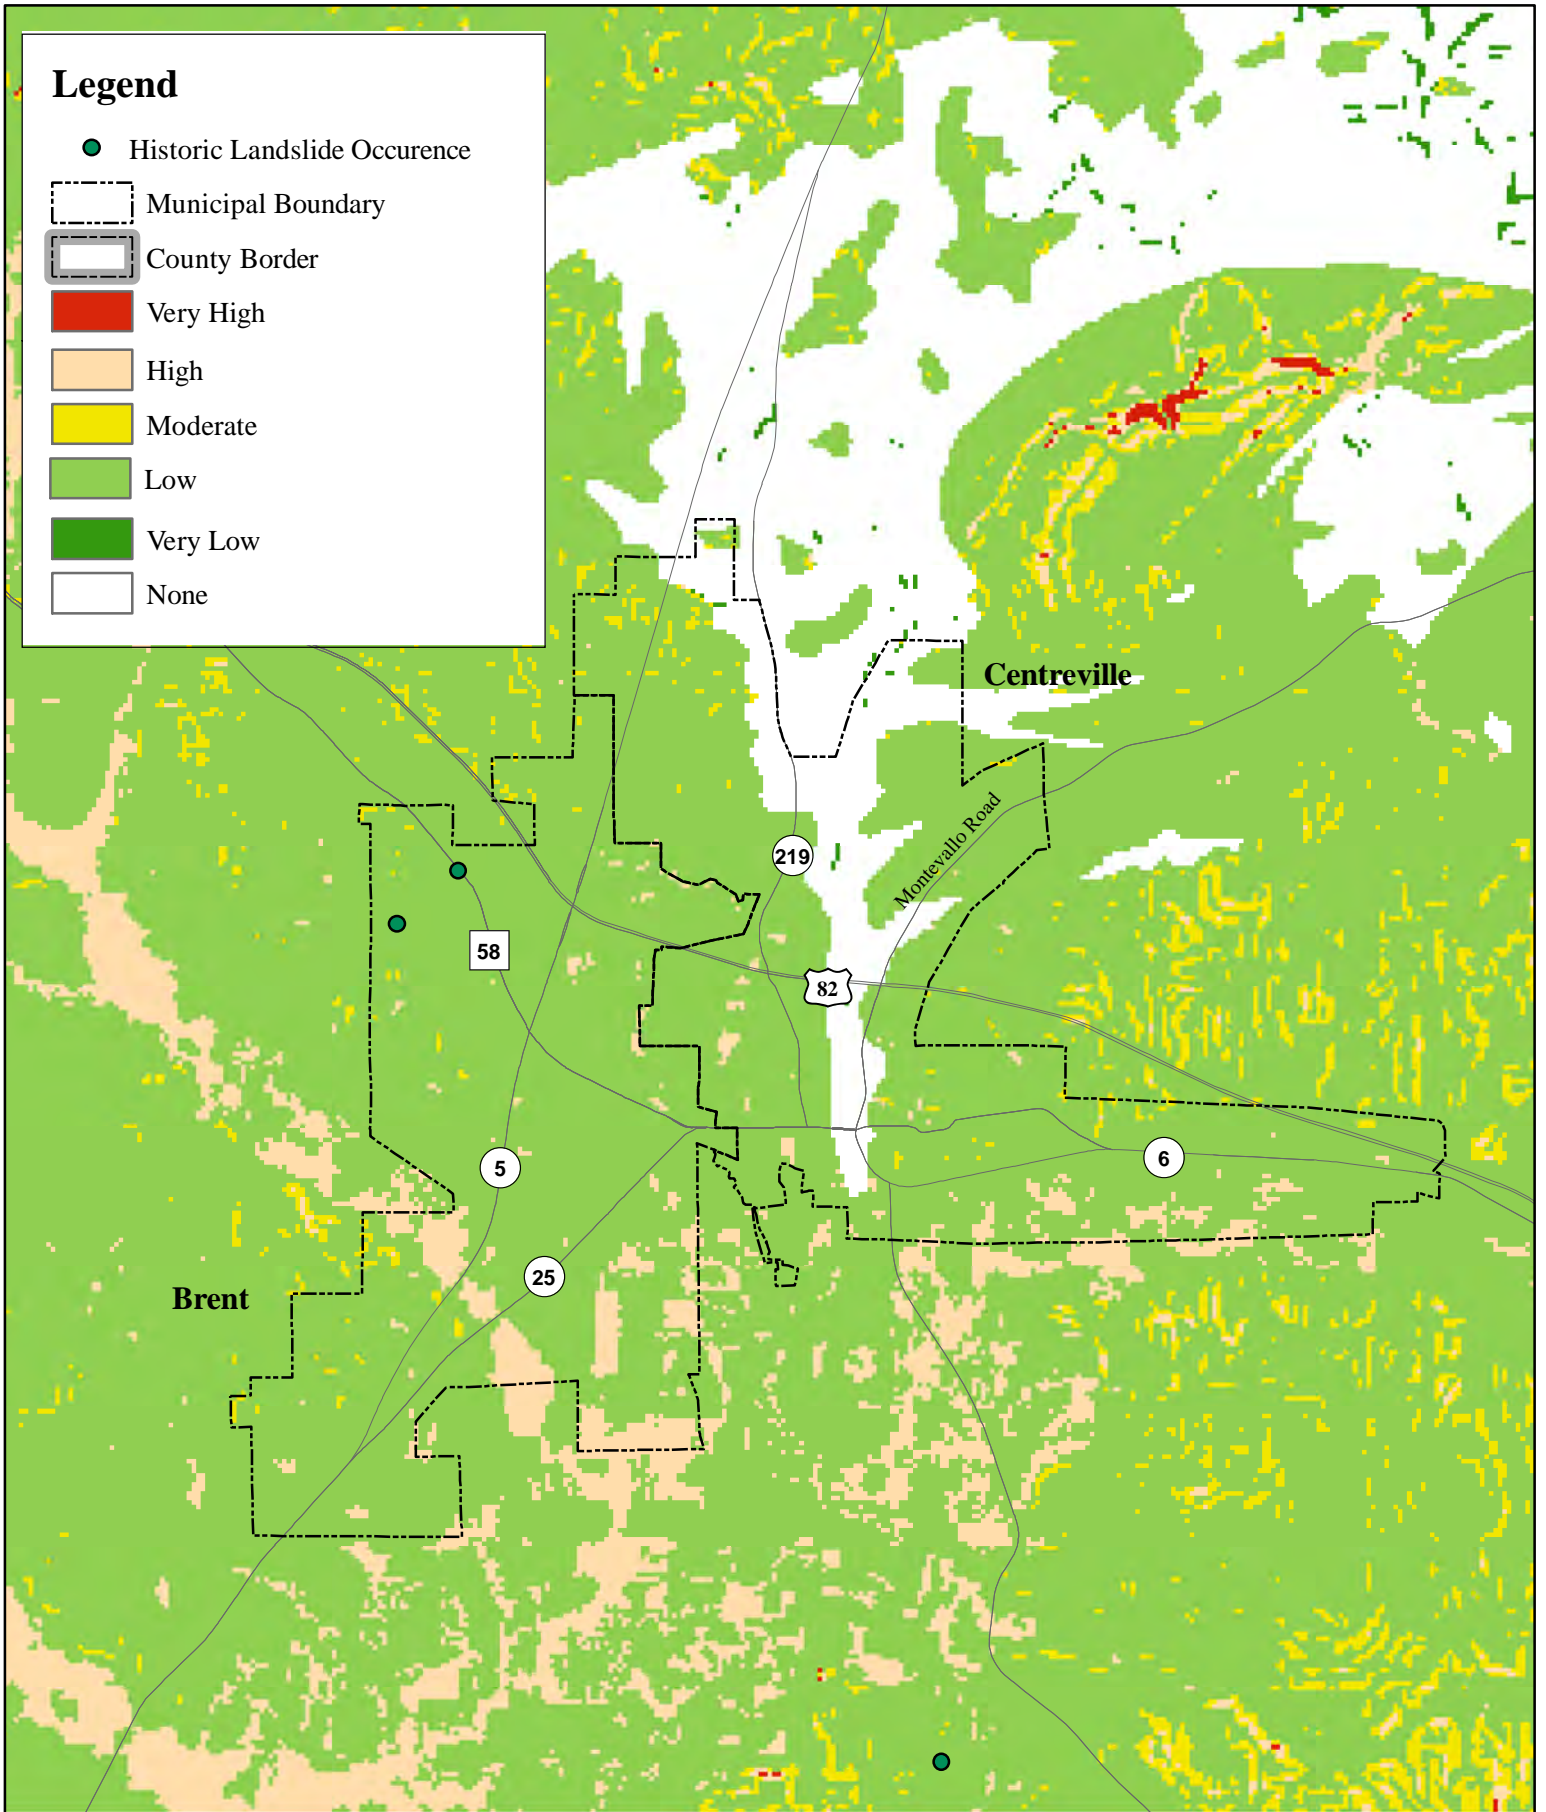 Legend
Historic Landslide Occurence
Municipal Boundary
County Border
Very High
High
Moderate
Low
Very Low
None
Centreville
Montevallo Road
219
58
82
5
6
25
Brent